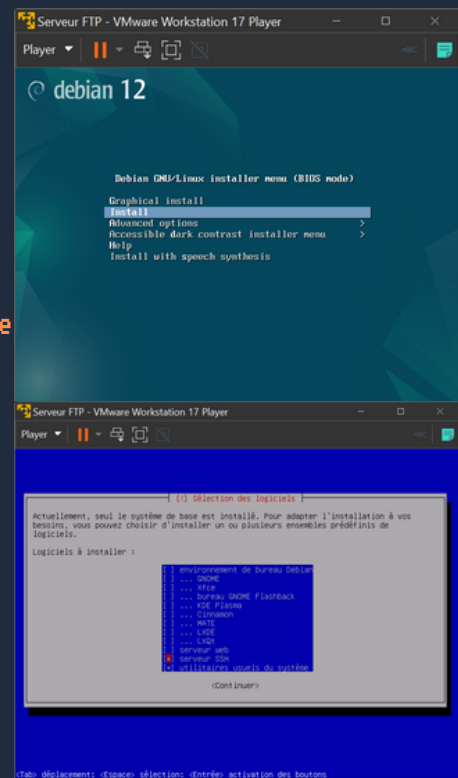 Serveur FTP - VMware Workstation 17 Player
Player
debian 12
Debian GNU/Linux installer menu (BIOS mode)
Graphical install
Install
Advanced options >
Accessible dark contrast installer menu >
Help
Install with speech synthesis
e
Serveur FTP - VMware Workstation 17 Player
Player
[!] Sélection des logiciels
Actuellement, seul le système de base est installé. Pour adapter l'installation à vos
besoins, vous pouvez choisir d'installer un ou plusieurs ensembles prédéfinis de
logiciels.
Logiciels à installer :
[ ] environnement de bureau Debian
[ ] ... GNOME
[ ] ... Xfce
[ ] ... bureau GNOME Flashback
[ ] ... KDE Plasma
[ ] ... Cinnamon
[ ] ... MATE
[ ] ... LXDE
[ ] ... LXQt
[ ] serveur web
[*] serveur SSH
[*] utilitaires usuels du système
<Continuer>
<Tab> déplacement; <Espace> sélection; <Entrée> activation des boutons